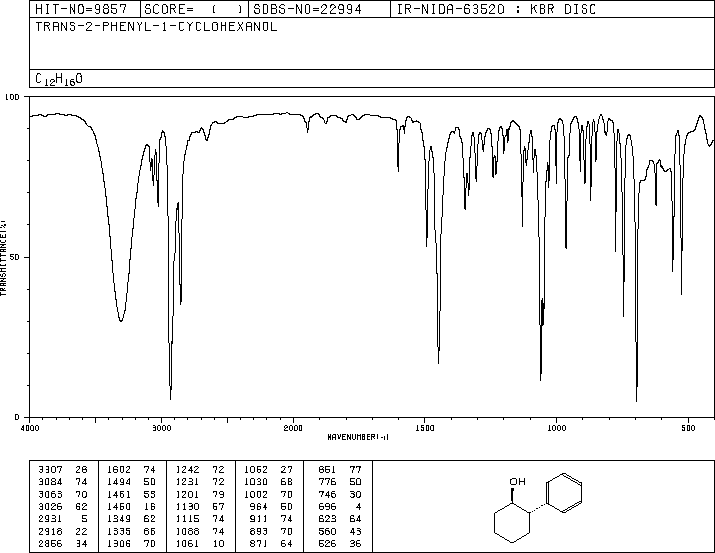 HIT-NO=9857 SCORE= ( ) SDBS-NO=22994 IR-NIDA-63520 : KBR DISC
TRANS-2-PHENYL-1-CYCLOHEXANOL
C12H16O
100
TRANSMITTANCE(%)
50
0
4000 3000 2000 1500 1000 500
WAVENUMBER(-1)
3307 28 1602 74 1242 72 1052 27 851 77
3084 74 1494 50 1231 72 1030 68 776 50
3063 70 1451 55 1201 79 1002 70 746 30
3026 62 1450 16 1130 57 964 50 696 4
2931 5 1349 62 1115 74 911 74 623 64
2918 22 1335 66 1088 74 893 70 560 43
2856 34 1306 70 1061 10 871 64 526 36
OH